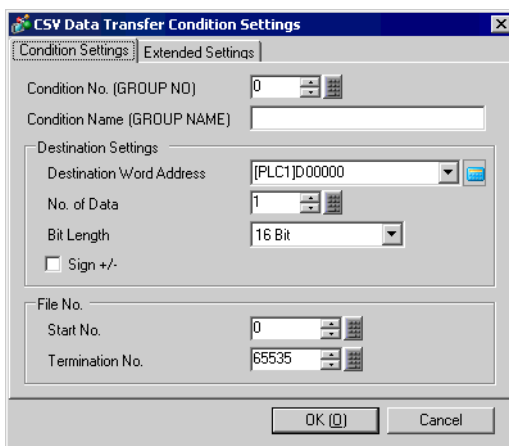 CSV Data Transfer Condition Settings
Condition Settings Extended Settings
Condition No. (GROUP NO) 0
Condition Name (GROUP NAME)
Destination Settings
Destination Word Address [PLC1]D00000
No. of Data 1
Bit Length 16 Bit
Sign +/-
File No.
Start No. 0
Termination No. 65535
OK (O) Cancel